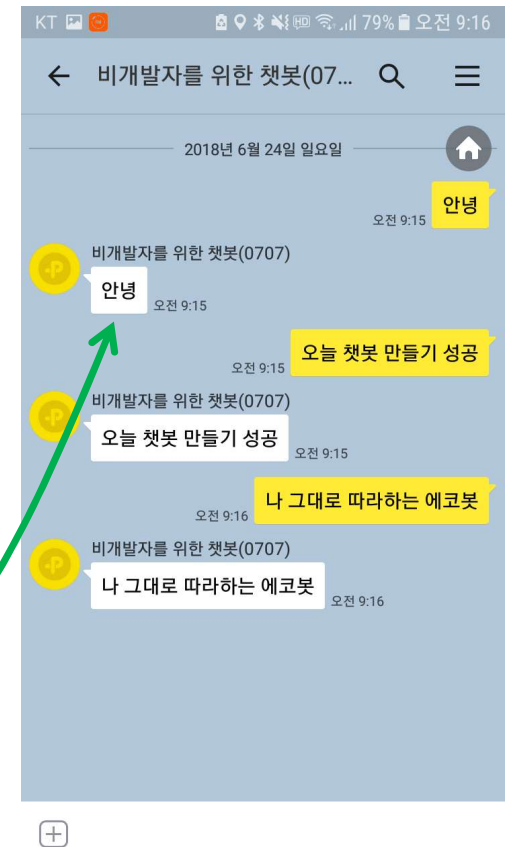 KT HD 79% 오전 9:16
비개발자를 위한 챗봇(07...
2018년 6월 24일 일요일
안녕
오전 9:15
비개발자를 위한 챗봇(0707)
안녕
오전 9:15
오늘 챗봇 만들기 성공
오전 9:15
비개발자를 위한 챗봇(0707)
오늘 챗봇 만들기 성공
오전 9:15
나 그대로 따라하는 에코봇
오전 9:16
비개발자를 위한 챗봇(0707)
나 그대로 따라하는 에코봇
오전 9:16